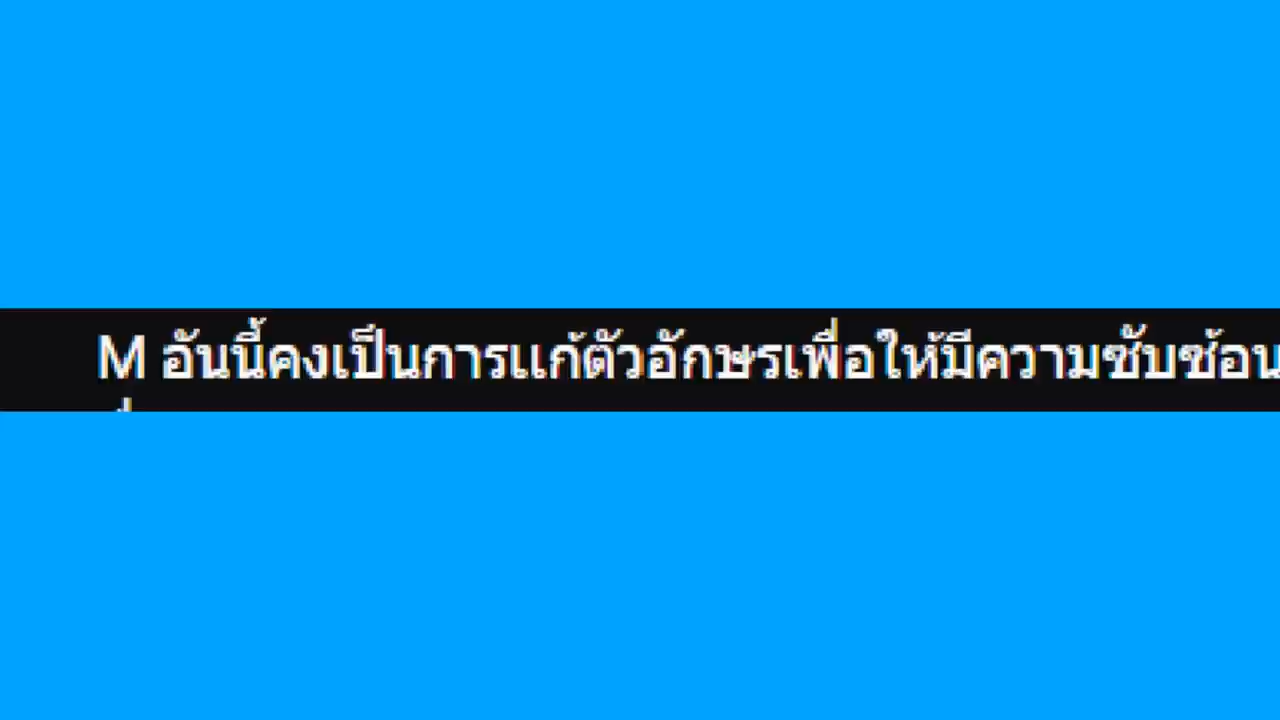 M อันนี้คงเป็นการแก้ตัวอักษรเพื่อให้มีความซับซ้อน